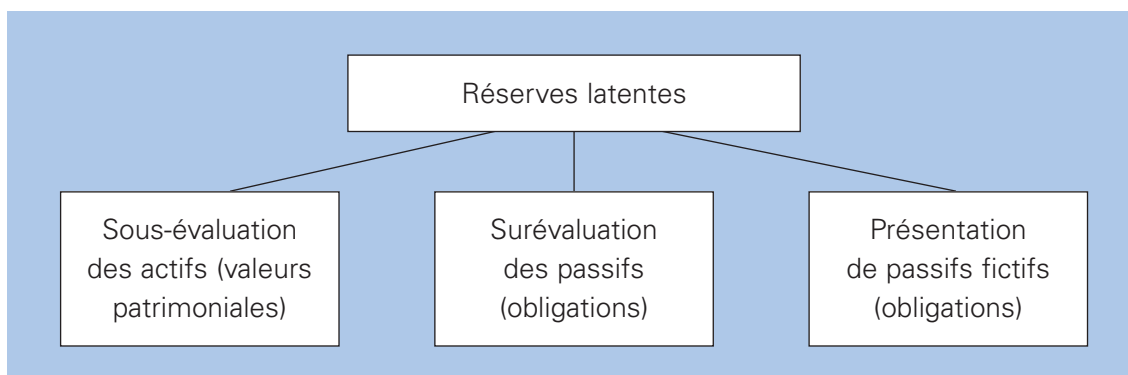 Réserves latentes
Sous-évaluation
des actifs (valeurs
patrimoniales)
Surévaluation
des passifs
(obligations)
Présentation
de passifs fictifs
(obligations)